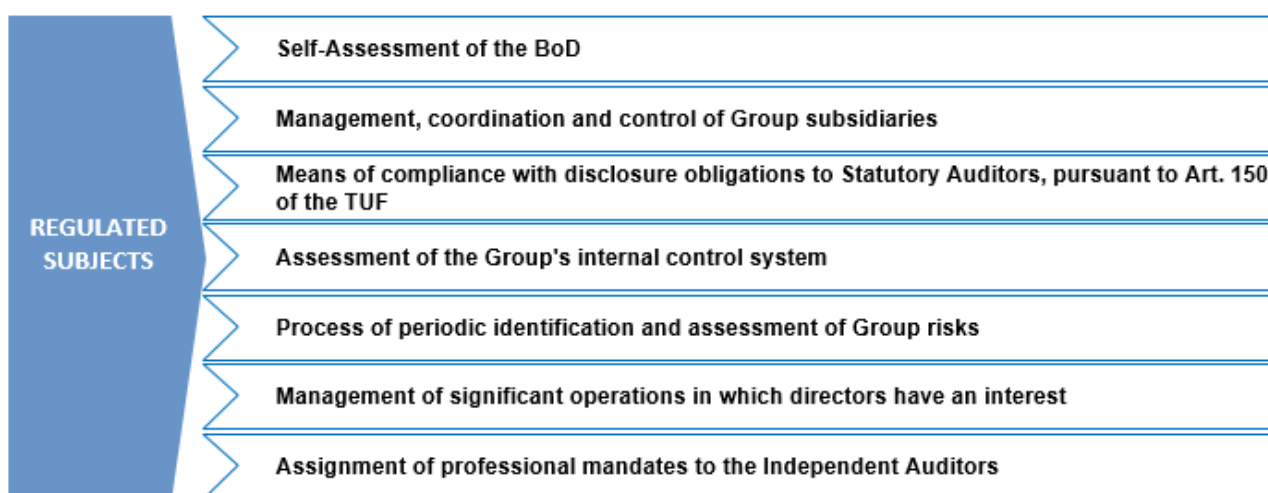 REGULATED
SUBJECTS
Self-Assessment of the BoD
Management, coordination and control of Group subsidiaries
Means of compliance with disclosure obligations to Statutory Auditors, pursuant to Art. 150
of the TUF
Assessment of the Group's internal control system
Process of periodic identification and assessment of Group risks
Management of significant operations in which directors have an interest
Assignment of professional mandates to the Independent Auditors